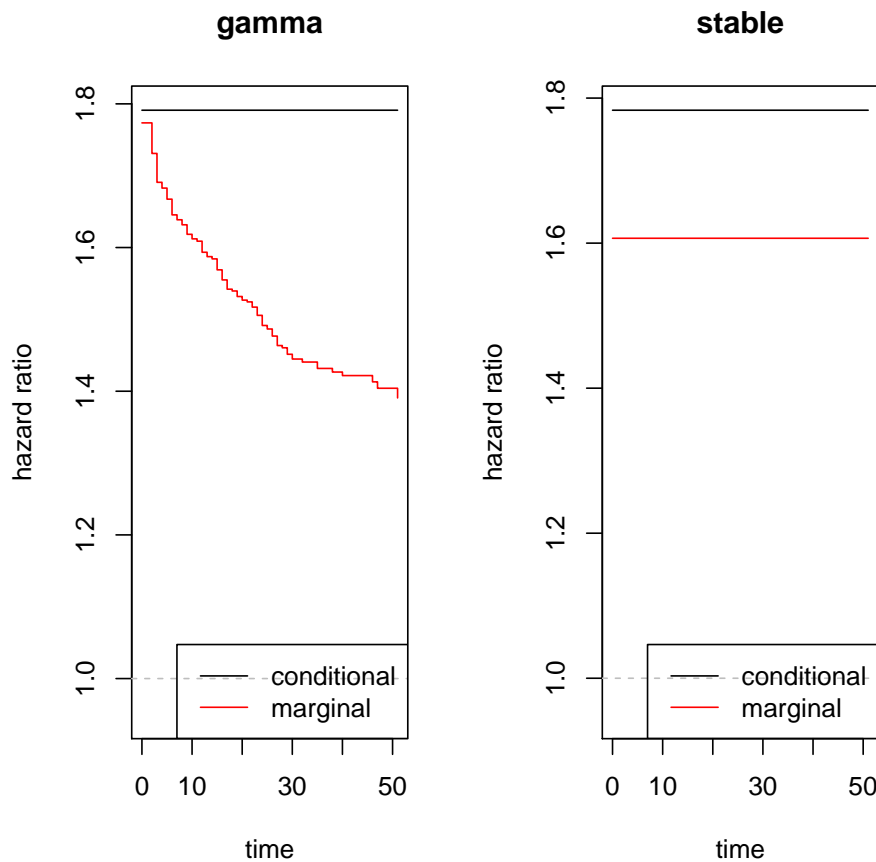 gamma
hazard ratio
1.0 1.2 1.4 1.6 1.8
conditional
marginal
0 10 30 50
time
stable
hazard ratio
1.0 1.2 1.4 1.6 1.8
conditional
marginal
0 10 30 50
time